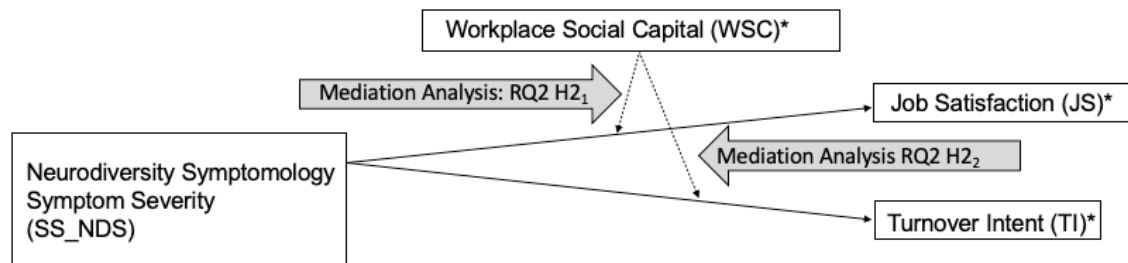 Workplace Social Capital (WSC)*
Mediation Analysis: RQ2 H2₁
Job Satisfaction (JS)*
Neurodiversity Symptomology
Symptom Severity
(SS_NDS)
Mediation Analysis RQ2 H2₂
Turnover Intent (TI)*